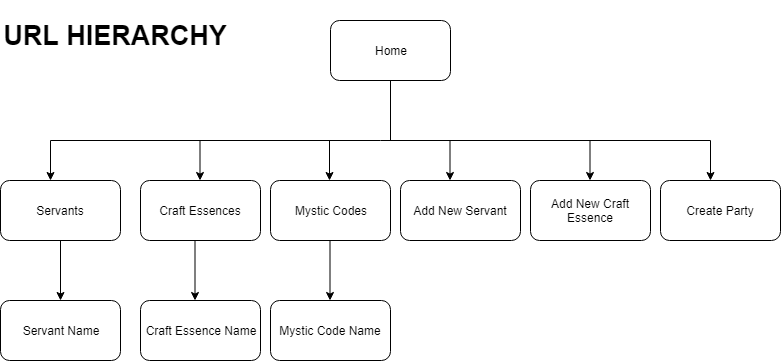 URL HIERARCHY
Home
Servants
Craft Essences
Mystic Codes
Add New Servant
Add New Craft
Essence
Create Party
Servant Name
Craft Essence Name
Mystic Code Name